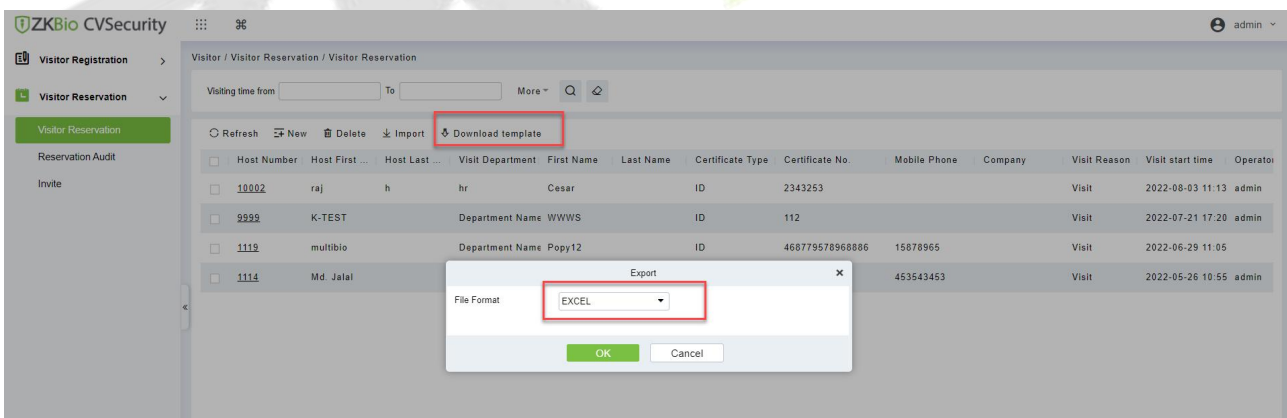 ZKBio CVSecurity
admin
Visitor Registration
Visitor / Visitor Reservation / Visitor Reservation
Visitor Reservation
Visiting time from To More
Visitor Reservation
Reservation Audit
Invite
Refresh New Delete Import Download template
Host Number Host First ... Host Last ... Visit Department First Name Last Name Certificate Type Certificate No. Mobile Phone Company Visit Reason Visit start time Operator
10002 raj h hr Cesar ID 2343253 Visit 2022-08-03 11:13 admin
9999 K-TEST Department Name WWWS ID 112 Visit 2022-07-21 17:20 admin
1119 multibio Department Name Popy12 ID 468779578968886 15878965 Visit 2022-06-29 11:05
1114 Md. Jalal 453543453 Visit 2022-05-26 10:55 admin
Export
File Format EXCEL
OK Cancel